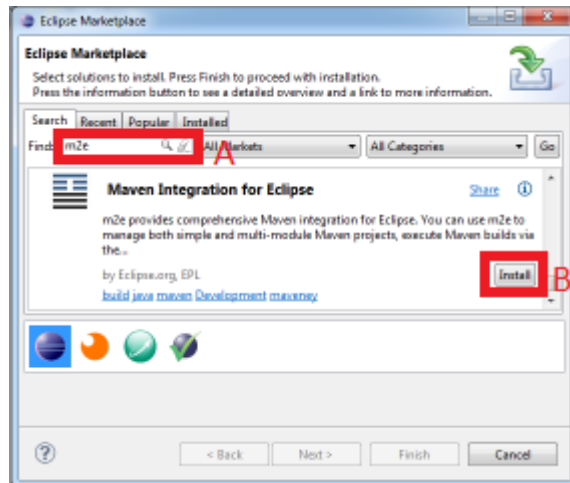 Eclipse Marketplace
Eclipse Marketplace
Select solutions to install. Press Finish to proceed with installation.
Press the information button to see a detailed overview and a link to more information.
Search Recent Popular Installed
Find: m2e A All Markets All Categories Go
Maven Integration for Eclipse Share
m2e provides comprehensive Maven integration for Eclipse. You can use m2e to
manage both simple and multi-module Maven projects, execute Maven builds via
the...
by Eclipse.org, EPL Install B
build java maven Development maveney
< Back Next > Finish Cancel